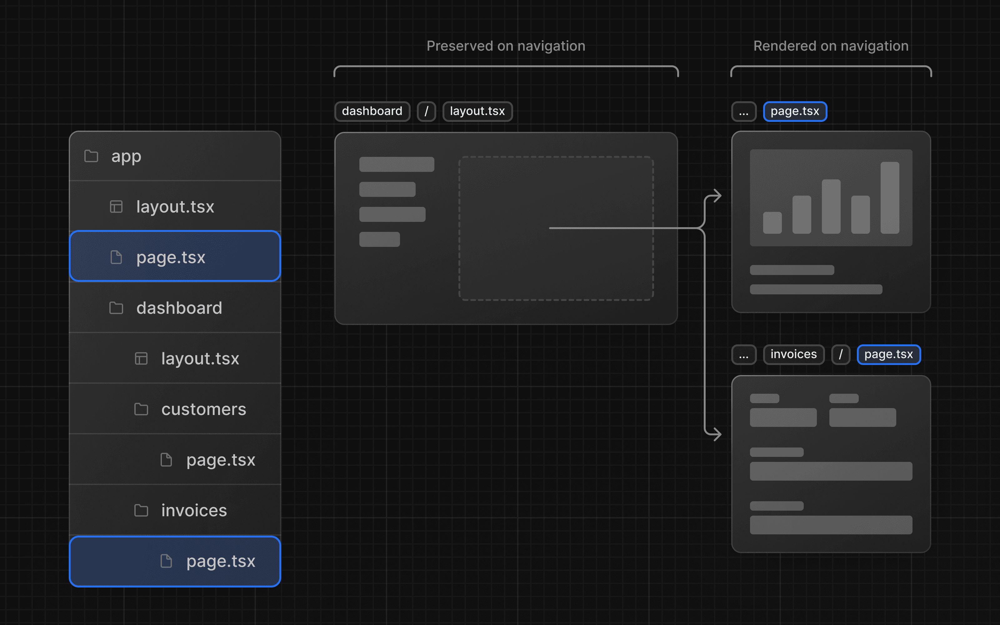 Preserved on navigation
Rendered on navigation
dashboard / layout.tsx
... page.tsx
app
layout.tsx
page.tsx
dashboard
layout.tsx
customers
page.tsx
invoices
page.tsx
... invoices / page.tsx